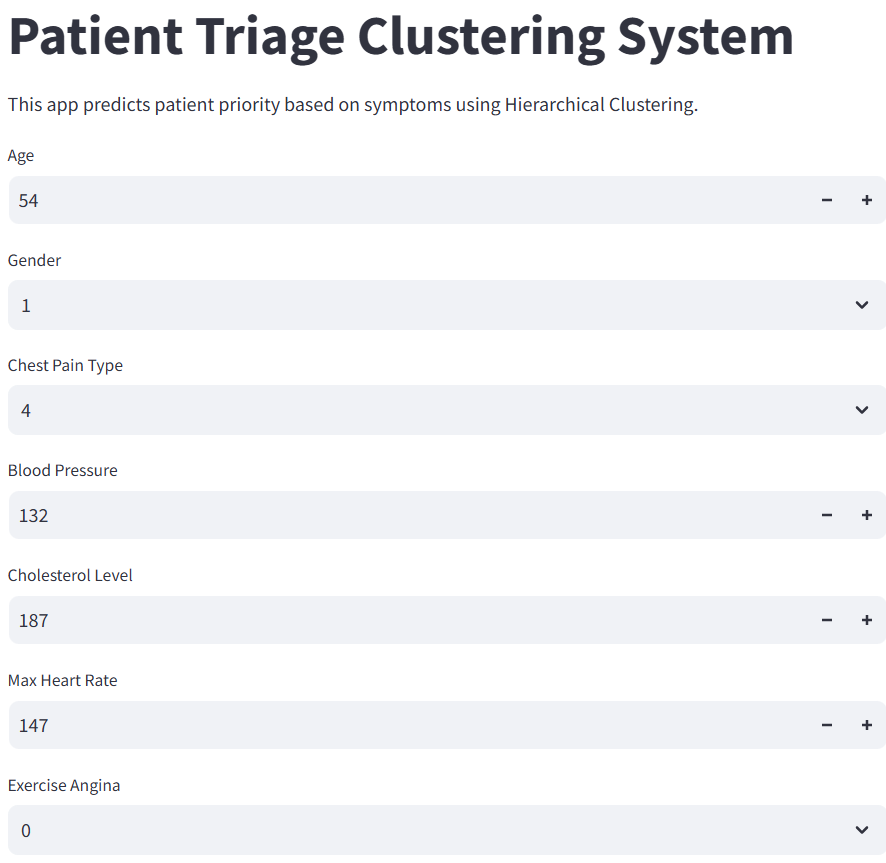 Patient Triage Clustering System
This app predicts patient priority based on symptoms using Hierarchical Clustering.
Age
54
Gender
1
Chest Pain Type
4
Blood Pressure
132
Cholesterol Level
187
Max Heart Rate
147
Exercise Angina
0